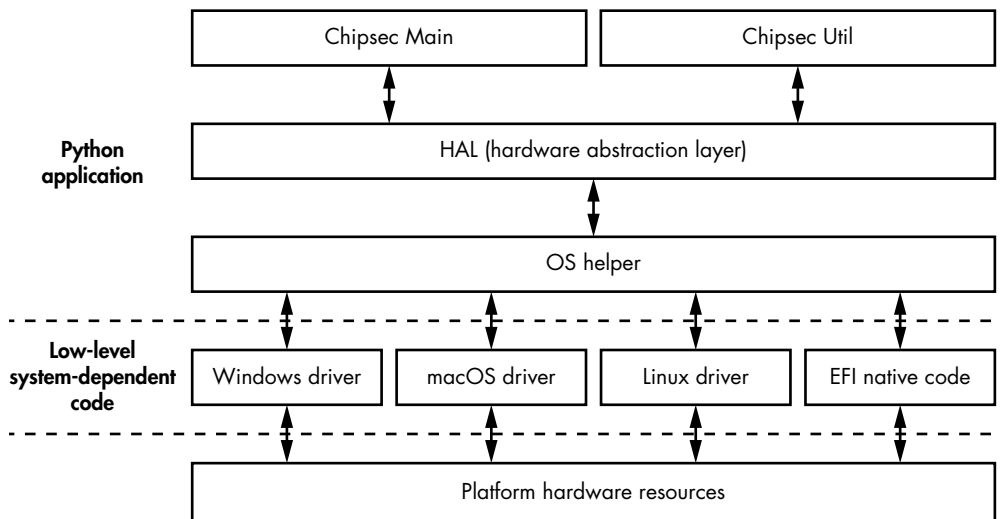 Chipsec Main
Chipsec Util
Python
application
HAL (hardware abstraction layer)
OS helper
Low-level
system-dependent
code
Windows driver
macOS driver
Linux driver
EFI native code
Platform hardware resources